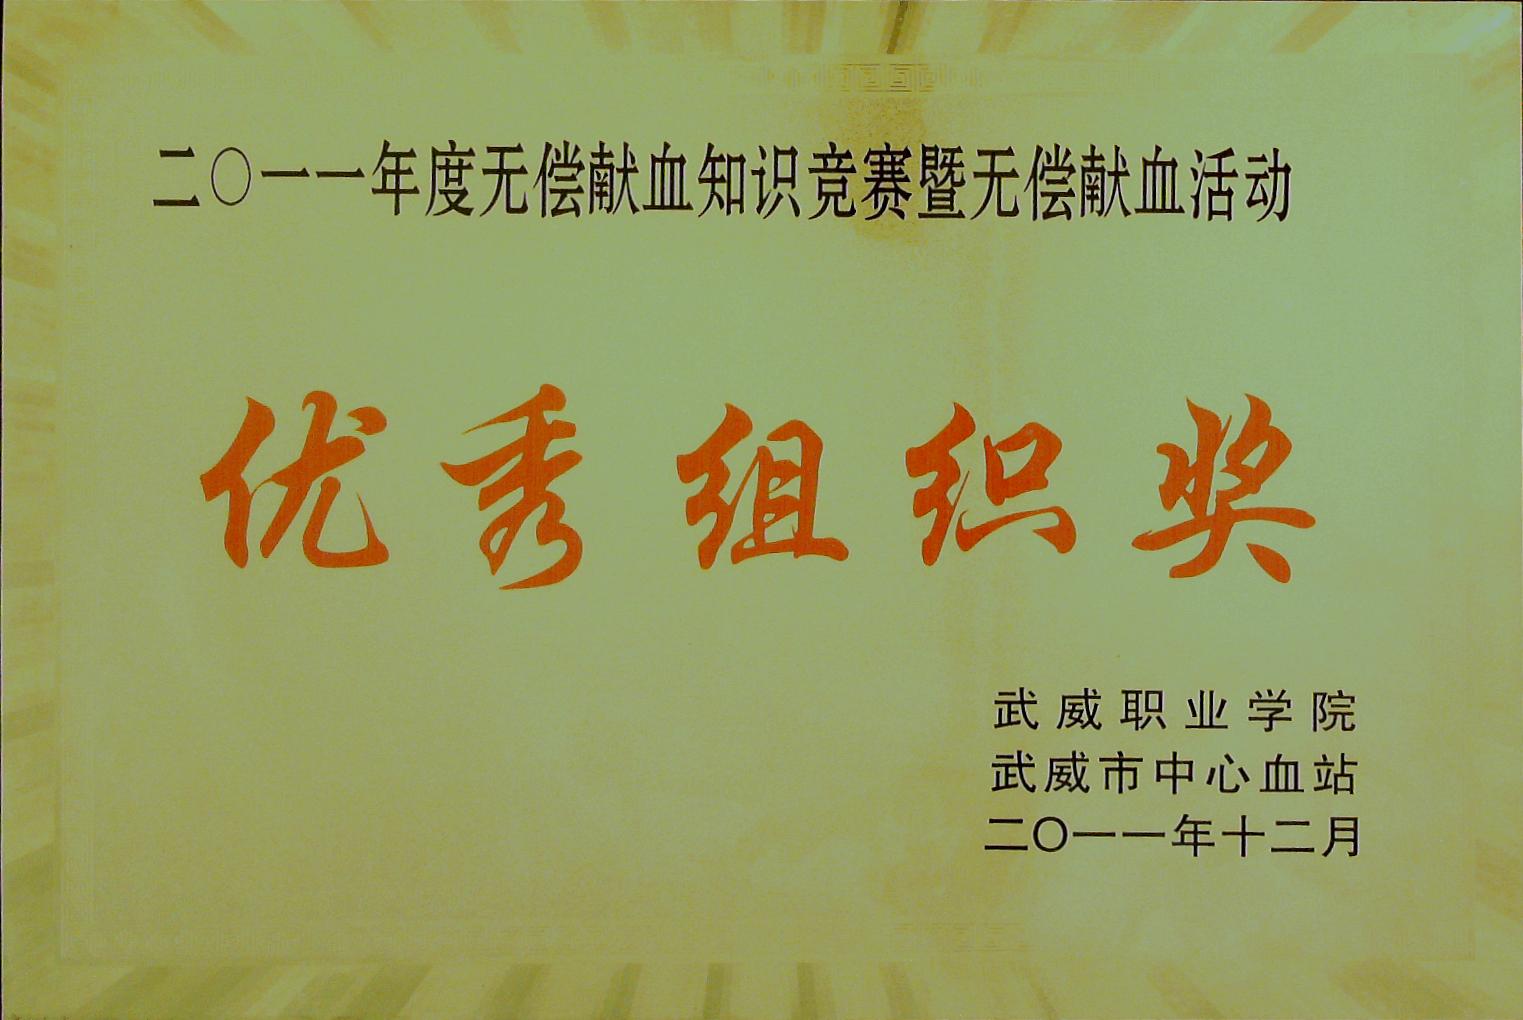 二〇一一年度无偿献血知识竞赛暨无偿献血活动
优秀组织奖
武威职业学院
武威市中心血站
二〇一一年十二月